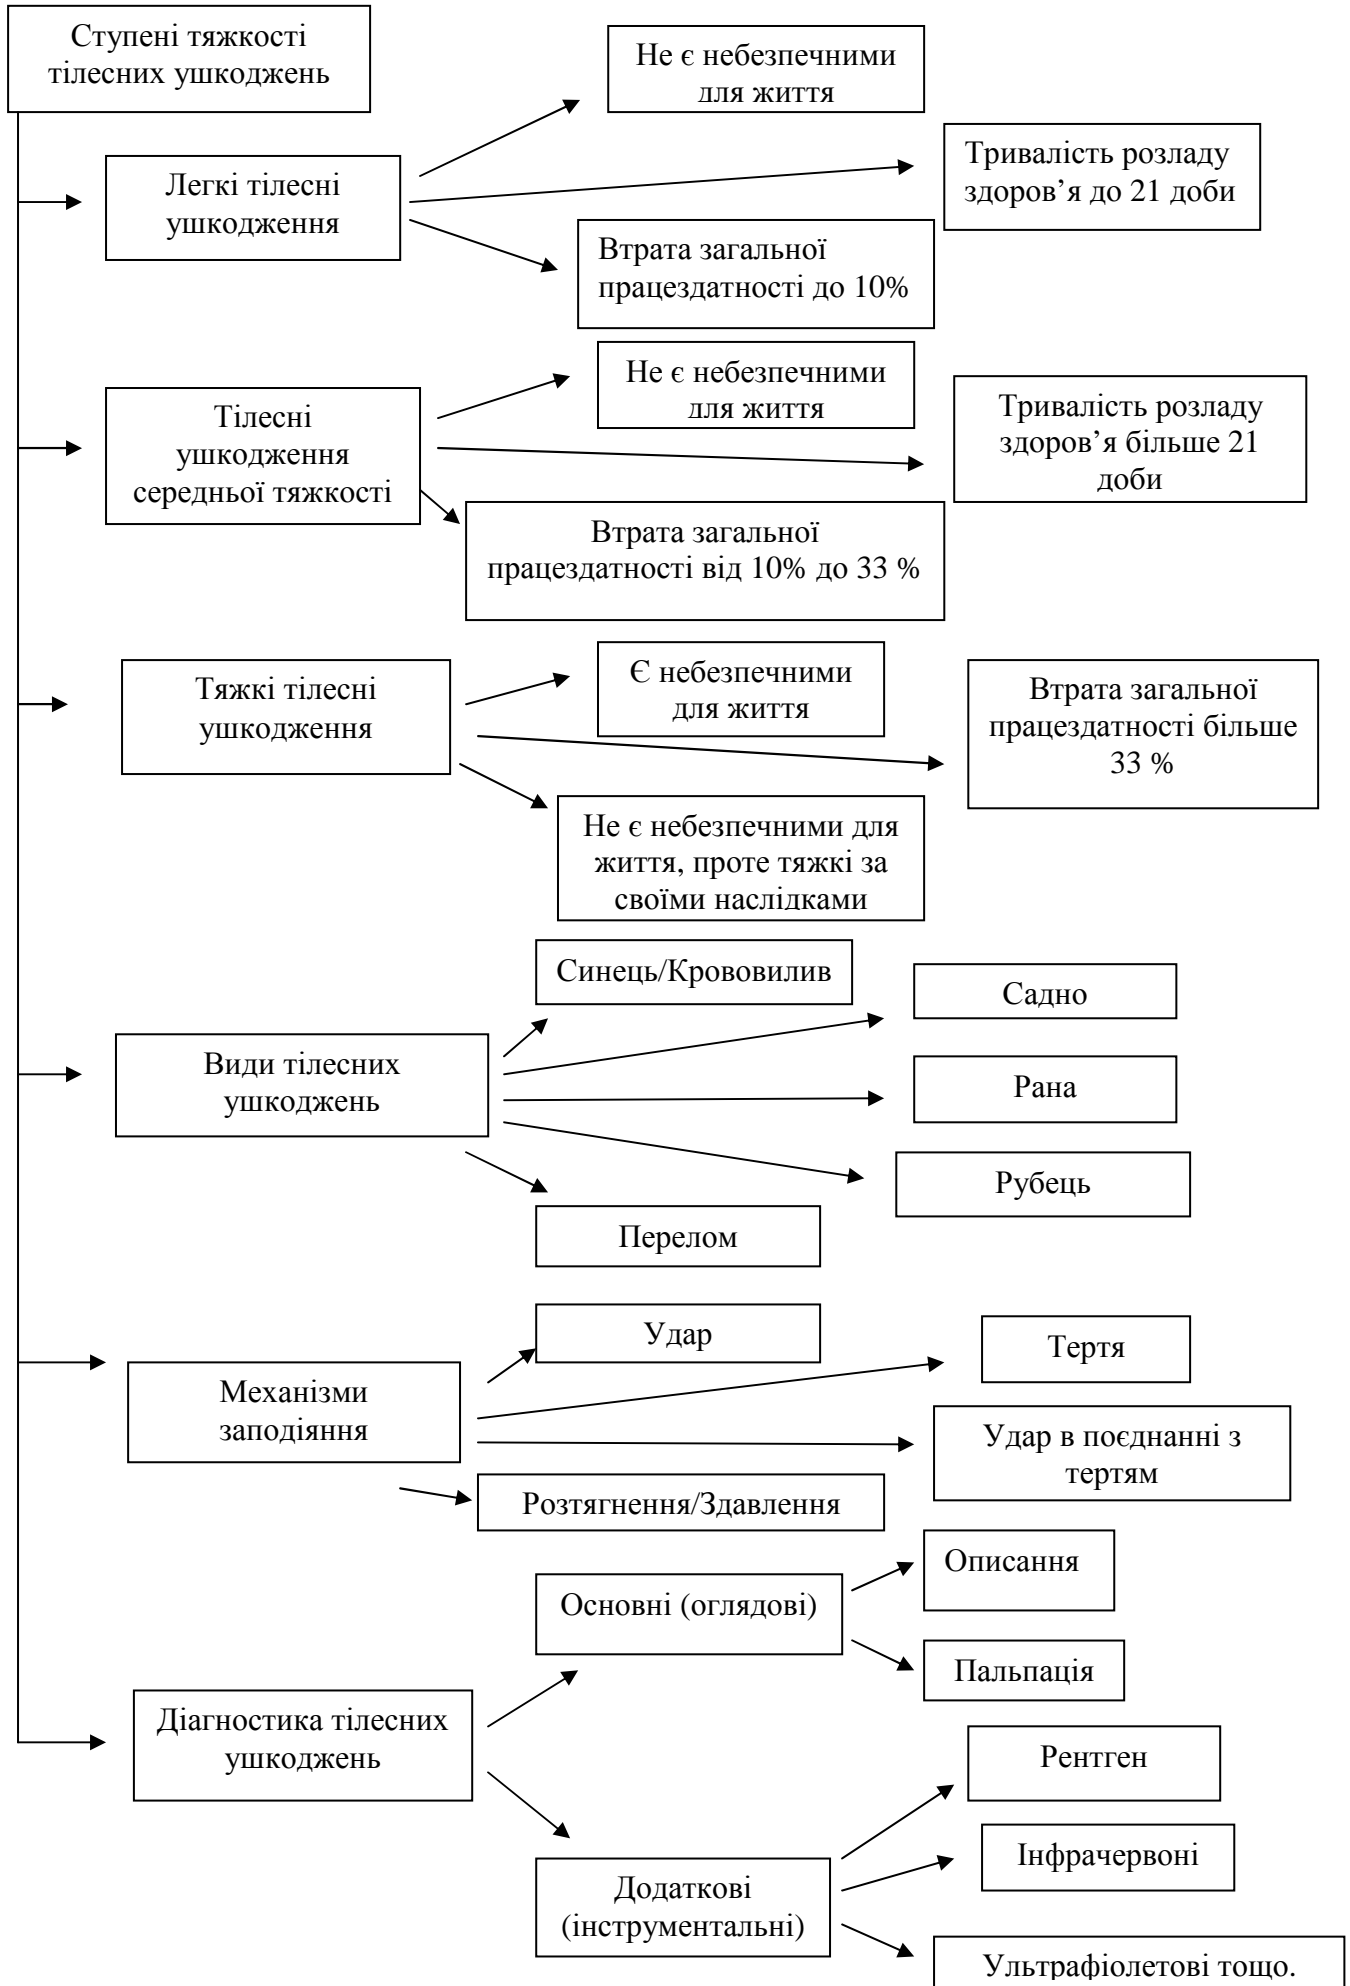 Ступені тяжкості
тілесних ушкоджень
Не є небезпечними
для життя
Легкі тілесні
ушкодження
Тривалість розладу
здоров’я до 21 доби
Втрата загальної
працездатності до 10%
Тілесні
ушкодження
середньої тяжкості
Не є небезпечними
для життя
Тривалість розладу
здоров’я більше 21
доби
Втрата загальної
працездатності від 10% до 33 %
Тяжкі тілесні
ушкодження
Є небезпечними
для життя
Втрата загальної
працездатності більше
33 %
Не є небезпечними для
життя, проте тяжкі за
своїми наслідками
Види тілесних
ушкоджень
Синець/Крововилив
Садно
Рана
Рубець
Перелом
Механізми
заподіяння
Удар
Тертя
Удар в поєднанні з
тертям
Розтягнення/Здавлення
Діагностика тілесних
ушкоджень
Основні (оглядові)
Описання
Пальпація
Додаткові
(інструментальні)
Рентген
Інфрачервоні
Ультрафіолетові тощо.